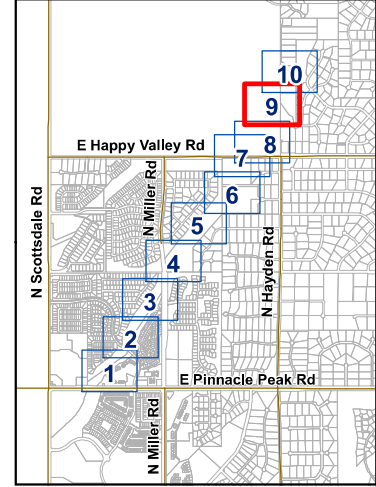 10
9
E Happy Valley Rd
8
7
6
N Scottsdale Rd
N Miller Rd
5
N Hayden Rd
4
3
2
1
E Pinnacle Peak Rd
N Miller Rd